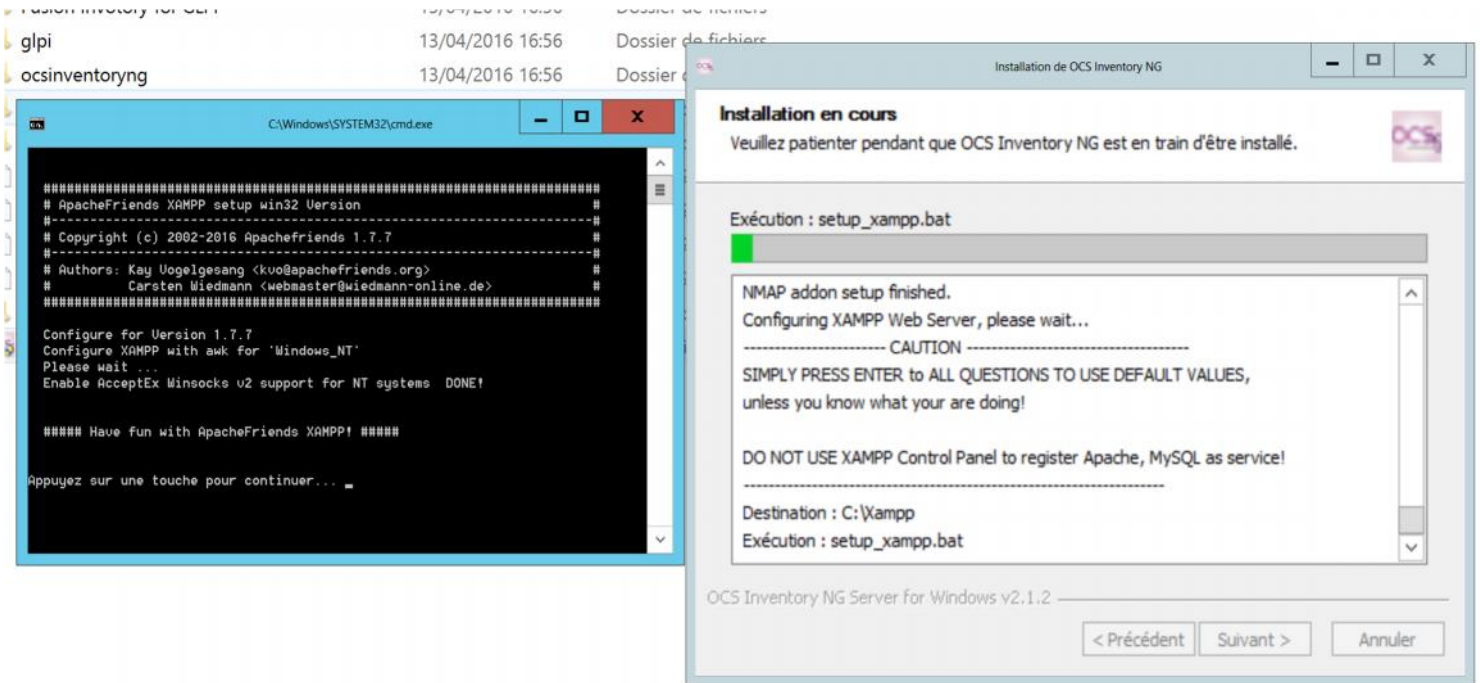 glpi 13/04/2016 16:56 Dossier de fichiers
ocsinventoryng 13/04/2016 16:56 Dossier
C:\Windows\SYSTEM32\cmd.exe
###########################################################################
# ApacheFriends XAMPP setup win32 Version #
#-------------------------------------------------------------------------#
# Copyright (c) 2002-2016 Apachefriends 1.7.7 #
#-------------------------------------------------------------------------#
# Authors: Kay Vogelgesang <kvo@apachefriends.org> #
# Carsten Wiedmann <webmaster@wiedmann-online.de> #
###########################################################################
Configure for Version 1.7.7
Configure XAMPP with awk for 'Windows_NT'
Please wait ...
Enable AcceptEx Winsocks v2 support for NT systems DONE!
##### Have fun with ApacheFriends XAMPP! #####
Appuyez sur une touche pour continuer... _
Installation de OCS Inventory NG
Installation en cours
Veuillez patienter pendant que OCS Inventory NG est en train d'être installé.
OCS
Exécution : setup_xampp.bat
NMAP addon setup finished.
Configuring XAMPP Web Server, please wait...
----------------------- CAUTION ------------------------------------
SIMPLY PRESS ENTER to ALL QUESTIONS TO USE DEFAULT VALUES,
unless you know what your are doing!
DO NOT USE XAMPP Control Panel to register Apache, MySQL as service!
--------------------------------------------------------------------
Destination : C:\Xampp
Exécution : setup_xampp.bat
OCS Inventory NG Server for Windows v2.1.2
< Précédent Suivant > Annuler